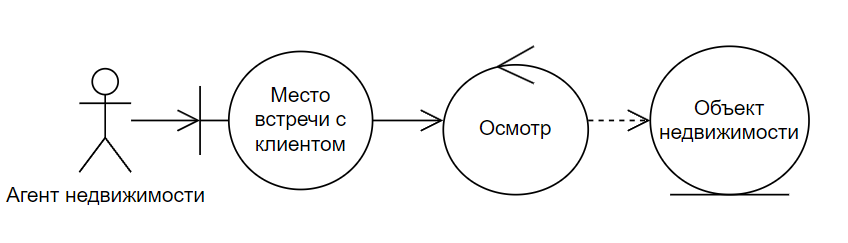 Место
встречи с
клиентом
Осмотр
Объект
недвижимости
Агент недвижимости